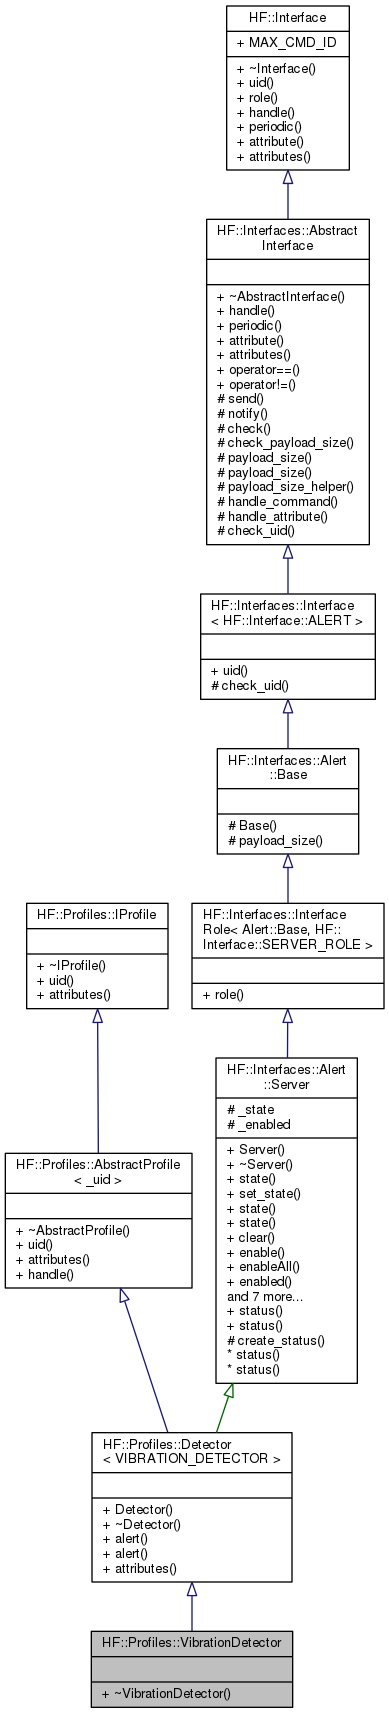 HF::Interface
+ MAX_CMD_ID
+ ~Interface()
+ uid()
+ role()
+ handle()
+ periodic()
+ attribute()
+ attributes()
HF::Interfaces::Abstract
Interface
+ ~AbstractInterface()
+ handle()
+ periodic()
+ attribute()
+ attributes()
+ operator==()
+ operator!=()
# send()
# notify()
# check()
# check_payload_size()
# payload_size()
# payload_size()
# payload_size_helper()
# handle_command()
# handle_attribute()
# check_uid()
HF::Interfaces::Interface
< HF::Interface::ALERT >
+ uid()
# check_uid()
HF::Interfaces::Alert
::Base
# Base()
# payload_size()
HF::Profiles::IProfile
+ ~IProfile()
+ uid()
+ attributes()
HF::Interfaces::Interface
Role< Alert::Base, HF::
Interface::SERVER_ROLE >
+ role()
HF::Interfaces::Alert
::Server
# _state
# _enabled
+ Server()
+ ~Server()
+ state()
+ set_state()
+ state()
+ state()
+ clear()
+ enable()
+ enableAll()
+ enabled()
and 7 more...
+ status()
+ status()
# create_status()
* status()
* status()
HF::Profiles::AbstractProfile
< _uid >
+ ~AbstractProfile()
+ uid()
+ attributes()
+ handle()
HF::Profiles::Detector
< VIBRATION_DETECTOR >
+ Detector()
+ ~Detector()
+ alert()
+ alert()
+ attributes()
HF::Profiles::VibrationDetector
+ ~VibrationDetector()